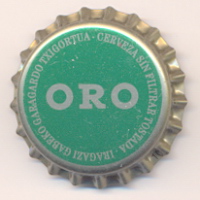 ORO
CERVEZA SIN FILTRAR TOSTADA - IRAGAZI GABEKO GARAGARDO TXIGORTUA -